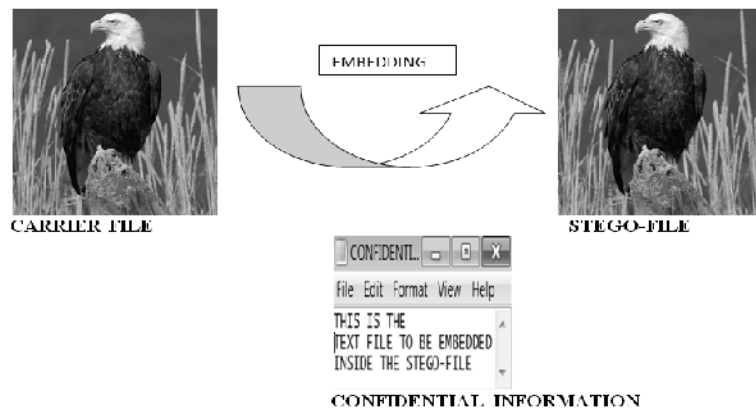 EMBEDDING
CARRIER FILE
STEGO-FILE
CONFIDENTI...
File Edit Format View Help
THIS IS THE
TEXT FILE TO BE EMBEDDED
INSIDE THE STEGO-FILE
CONFIDENTIAL INFORMATION